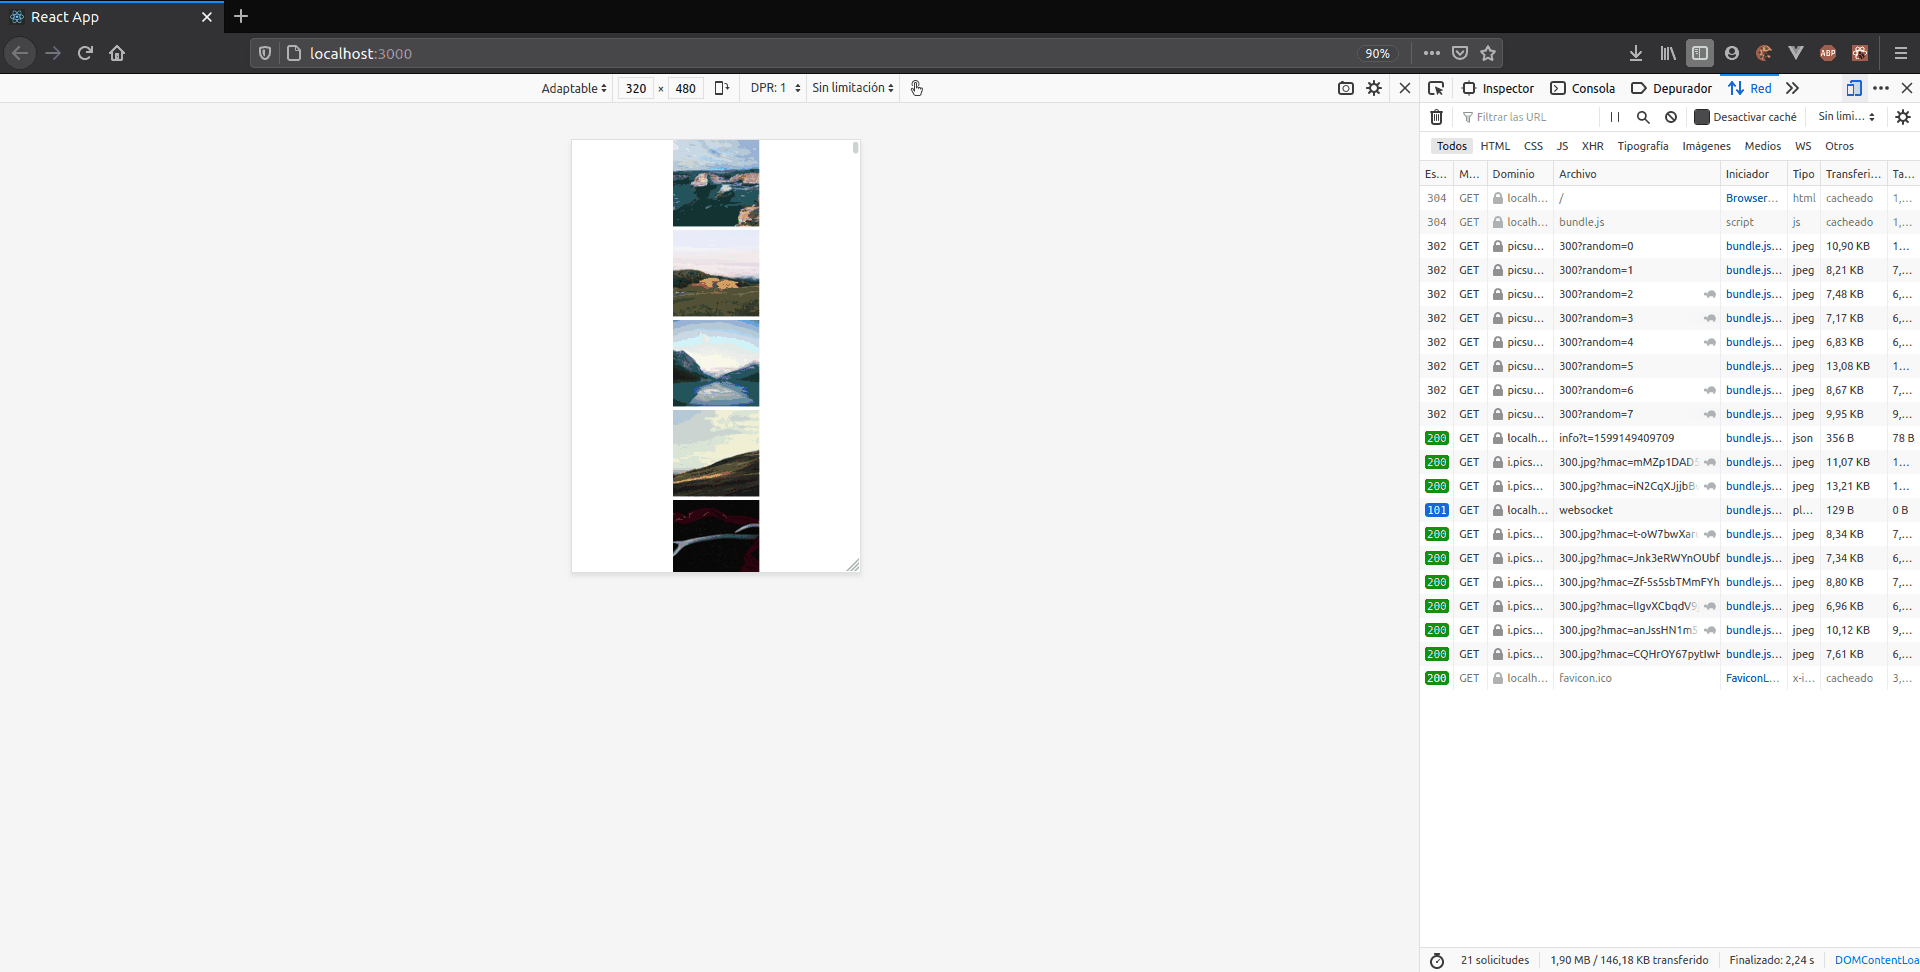 React App
localhost:3000 90%
Adaptable 320 × 480 DPR: 1 Sin limitación
Inspector Consola Depurador Red
Filtrar las URL Desactivar caché Sin limi...
Todos HTML CSS JS XHR Tipografía Imágenes Medios WS Otros
Es... M... Dominio Archivo Iniciador Tipo Transferi... Ta...
304 GET localh... / Browser... html cacheado 1,...
304 GET localh... bundle.js script js cacheado 1,...
302 GET picsu... 300?random=0 bundle.js... jpeg 10,90 KB 1...
302 GET picsu... 300?random=1 bundle.js... jpeg 8,21 KB 7,...
302 GET picsu... 300?random=2 bundle.js... jpeg 7,48 KB 6,...
302 GET picsu... 300?random=3 bundle.js... jpeg 7,17 KB 6,...
302 GET picsu... 300?random=4 bundle.js... jpeg 6,83 KB 6,...
302 GET picsu... 300?random=5 bundle.js... jpeg 13,08 KB 1...
302 GET picsu... 300?random=6 bundle.js... jpeg 8,67 KB 7,...
302 GET picsu... 300?random=7 bundle.js... jpeg 9,95 KB 9,...
200 GET localh... info?t=1599149409709 bundle.js... json 356 B 78 B
200 GET i.pics... 300.jpg?hmac=mMZp1DAD bundle.js... jpeg 11,07 KB 1...
200 GET i.pics... 300.jpg?hmac=iN2CqXJjjb bundle.js... jpeg 13,21 KB 1...
101 GET localh... websocket bundle.js... pl... 129 B 0 B
200 GET i.pics... 300.jpg?hmac=t-oW7bwXar bundle.js... jpeg 8,34 KB 7,...
200 GET i.pics... 300.jpg?hmac=Jnk3eRWYnOUbf bundle.js... jpeg 7,34 KB 6,...
200 GET i.pics... 300.jpg?hmac=Zf-5s5sbTMmFYh bundle.js... jpeg 8,80 KB 7,...
200 GET i.pics... 300.jpg?hmac=lIgvXCbqdV9 bundle.js... jpeg 6,96 KB 6,...
200 GET i.pics... 300.jpg?hmac=anJssHN1m5 bundle.js... jpeg 10,12 KB 9,...
200 GET i.pics... 300.jpg?hmac=CQHrOY67pytIwH bundle.js... jpeg 7,61 KB 6,...
200 GET localh... favicon.ico FaviconL... x-i... cacheado 3,...
21 solicitudes 1,90 MB / 146,18 KB transferido Finalizado: 2,24 s DOMContentLoa